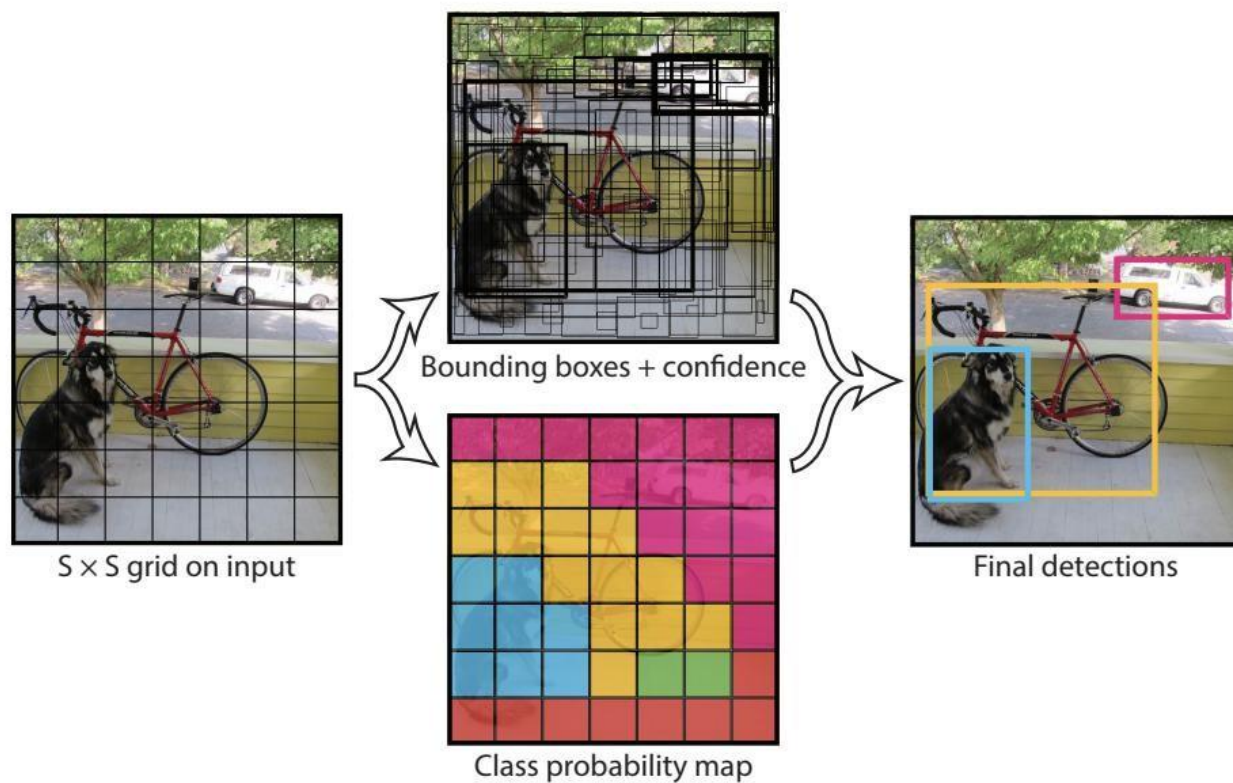 Bounding boxes + confidence
S × S grid on input
Final detections
Class probability map